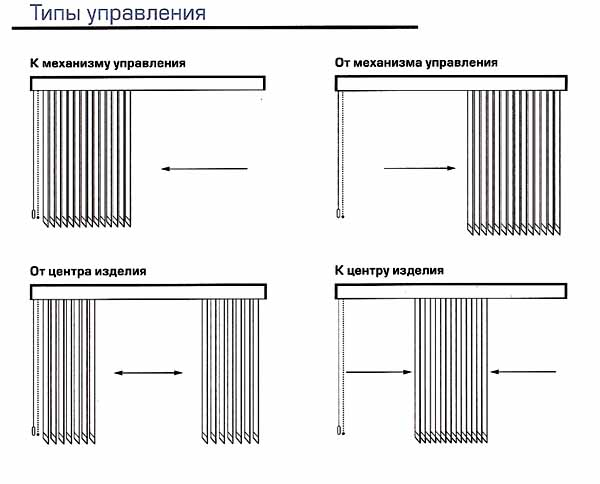 Типы управления
К механизму управления
От механизма управления
От центра изделия
К центру изделия